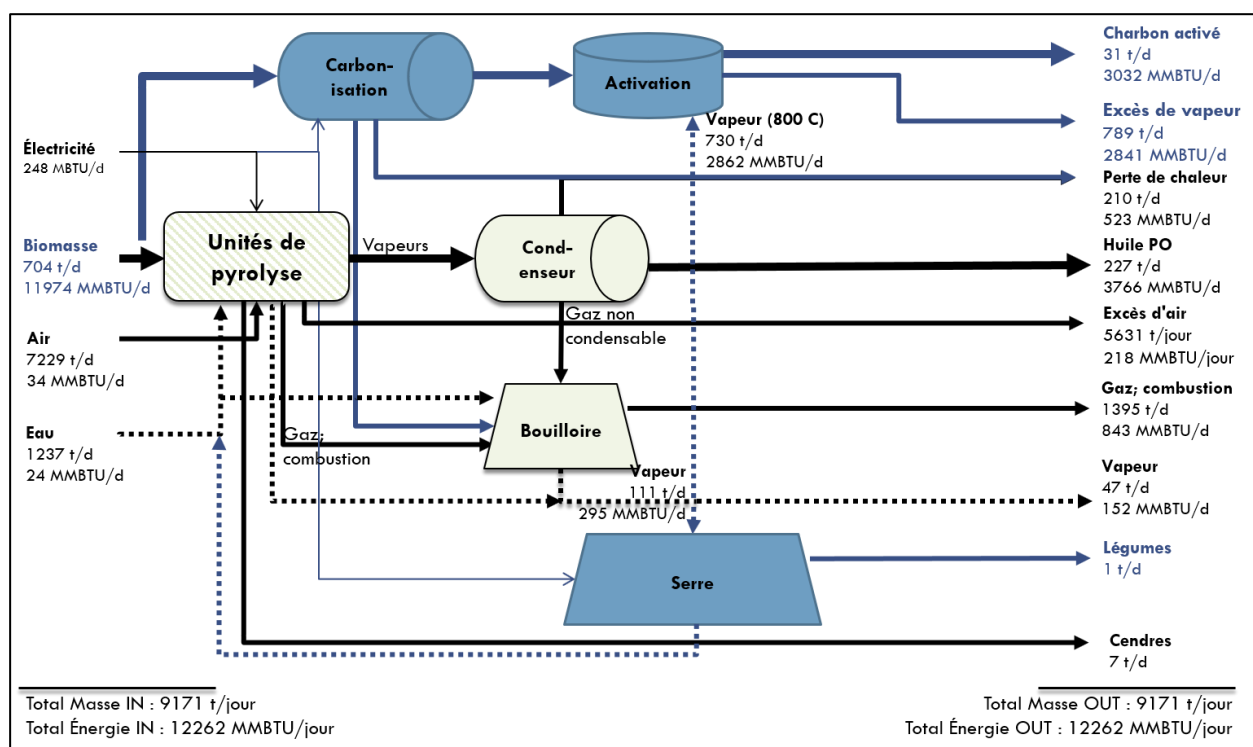 Carbon-
isation
Activation
Charbon activé
31 t/d
3032 MMBTU/d
Vapeur (800 C)
730 t/d
2862 MMBTU/d
Excès de vapeur
789 t/d
2841 MMBTU/d
Électricité
248 MBTU/d
Perte de chaleur
210 t/d
523 MMBTU/d
Biomasse
704 t/d
11974 MMBTU/d
Unités de
pyrolyse
Vapeurs
Cond-
enseur
Huile PO
227 t/d
3766 MMBTU/d
Air
7229 t/d
34 MMBTU/d
Gaz non
condensable
Excès d'air
5631 t/jour
218 MMBTU/jour
Eau
1237 t/d
24 MMBTU/d
Gaz;
combustion
Bouilloire
Gaz; combustion
1395 t/d
843 MMBTU/d
Vapeur
111 t/d
295 MMBTU/d
Vapeur
47 t/d
152 MMBTU/d
Serre
Légumes
1 t/d
Cendres
7 t/d
Total Masse IN : 9171 t/jour
Total Énergie IN : 12262 MMBTU/jour
Total Masse OUT : 9171 t/jour
Total Énergie OUT : 12262 MMBTU/jour